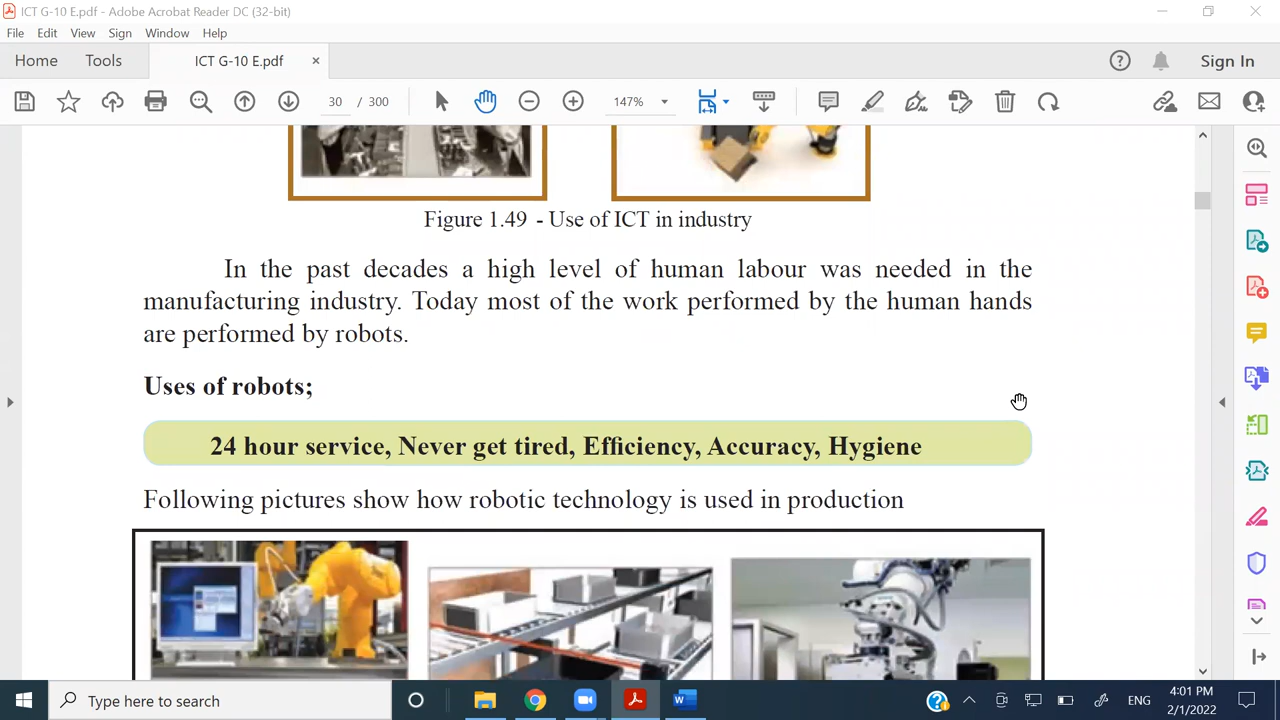 ICT G-10 E.pdf - Adobe Acrobat Reader DC (32-bit)
File Edit View Sign Window Help
Home Tools ICT G-10 E.pdf × Sign In
30 / 300 147%
Figure 1.49 - Use of ICT in industry
In the past decades a high level of human labour was needed in the
manufacturing industry. Today most of the work performed by the human hands
are performed by robots.
Uses of robots;
24 hour service, Never get tired, Efficiency, Accuracy, Hygiene
Following pictures show how robotic technology is used in production
Type here to search
ENG
4:01 PM
2/1/2022